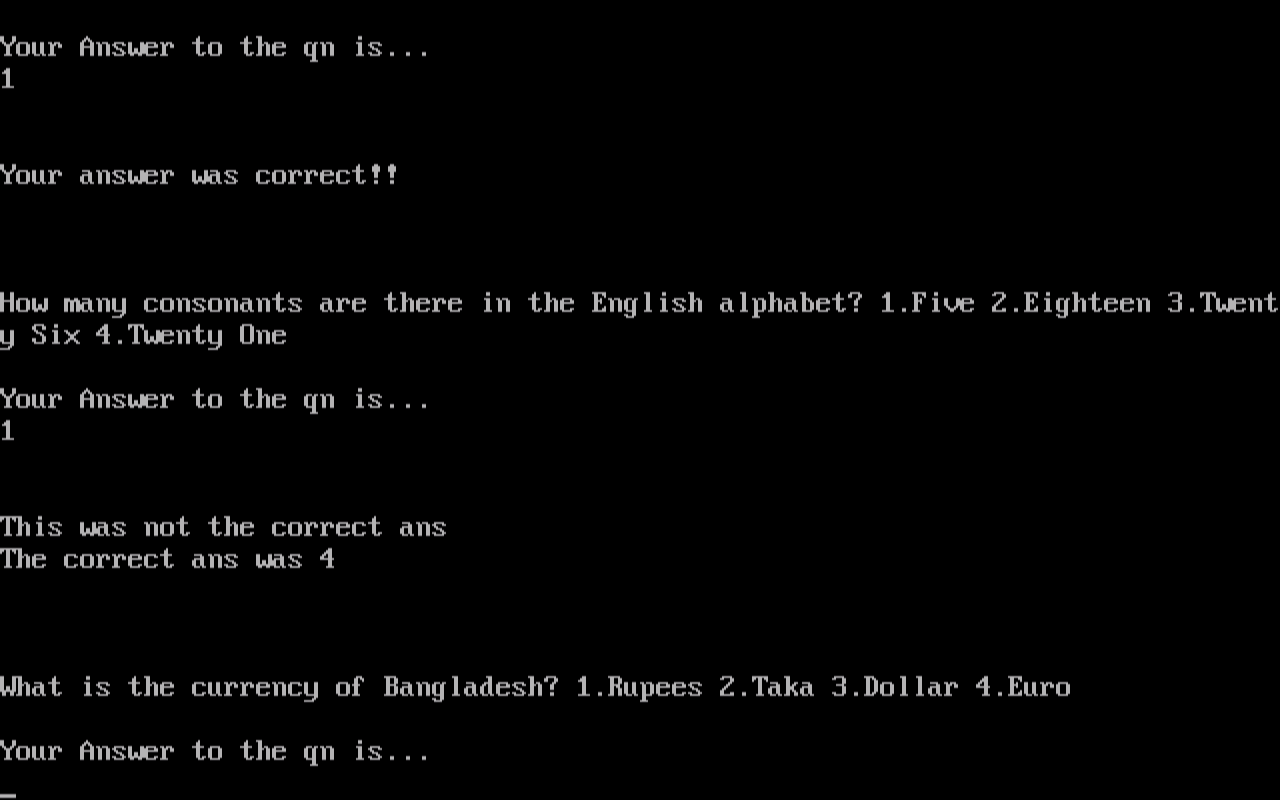 Your Answer to the qn is...
1
Your answer was correct!!
How many consonants are there in the English alphabet? 1.Five 2.Eighteen 3.Twent
y Six 4.Twenty One
Your Answer to the qn is...
1
This was not the correct ans
The correct ans was 4
What is the currency of Bangladesh? 1.Rupees 2.Taka 3.Dollar 4.Euro
Your Answer to the qn is...
_